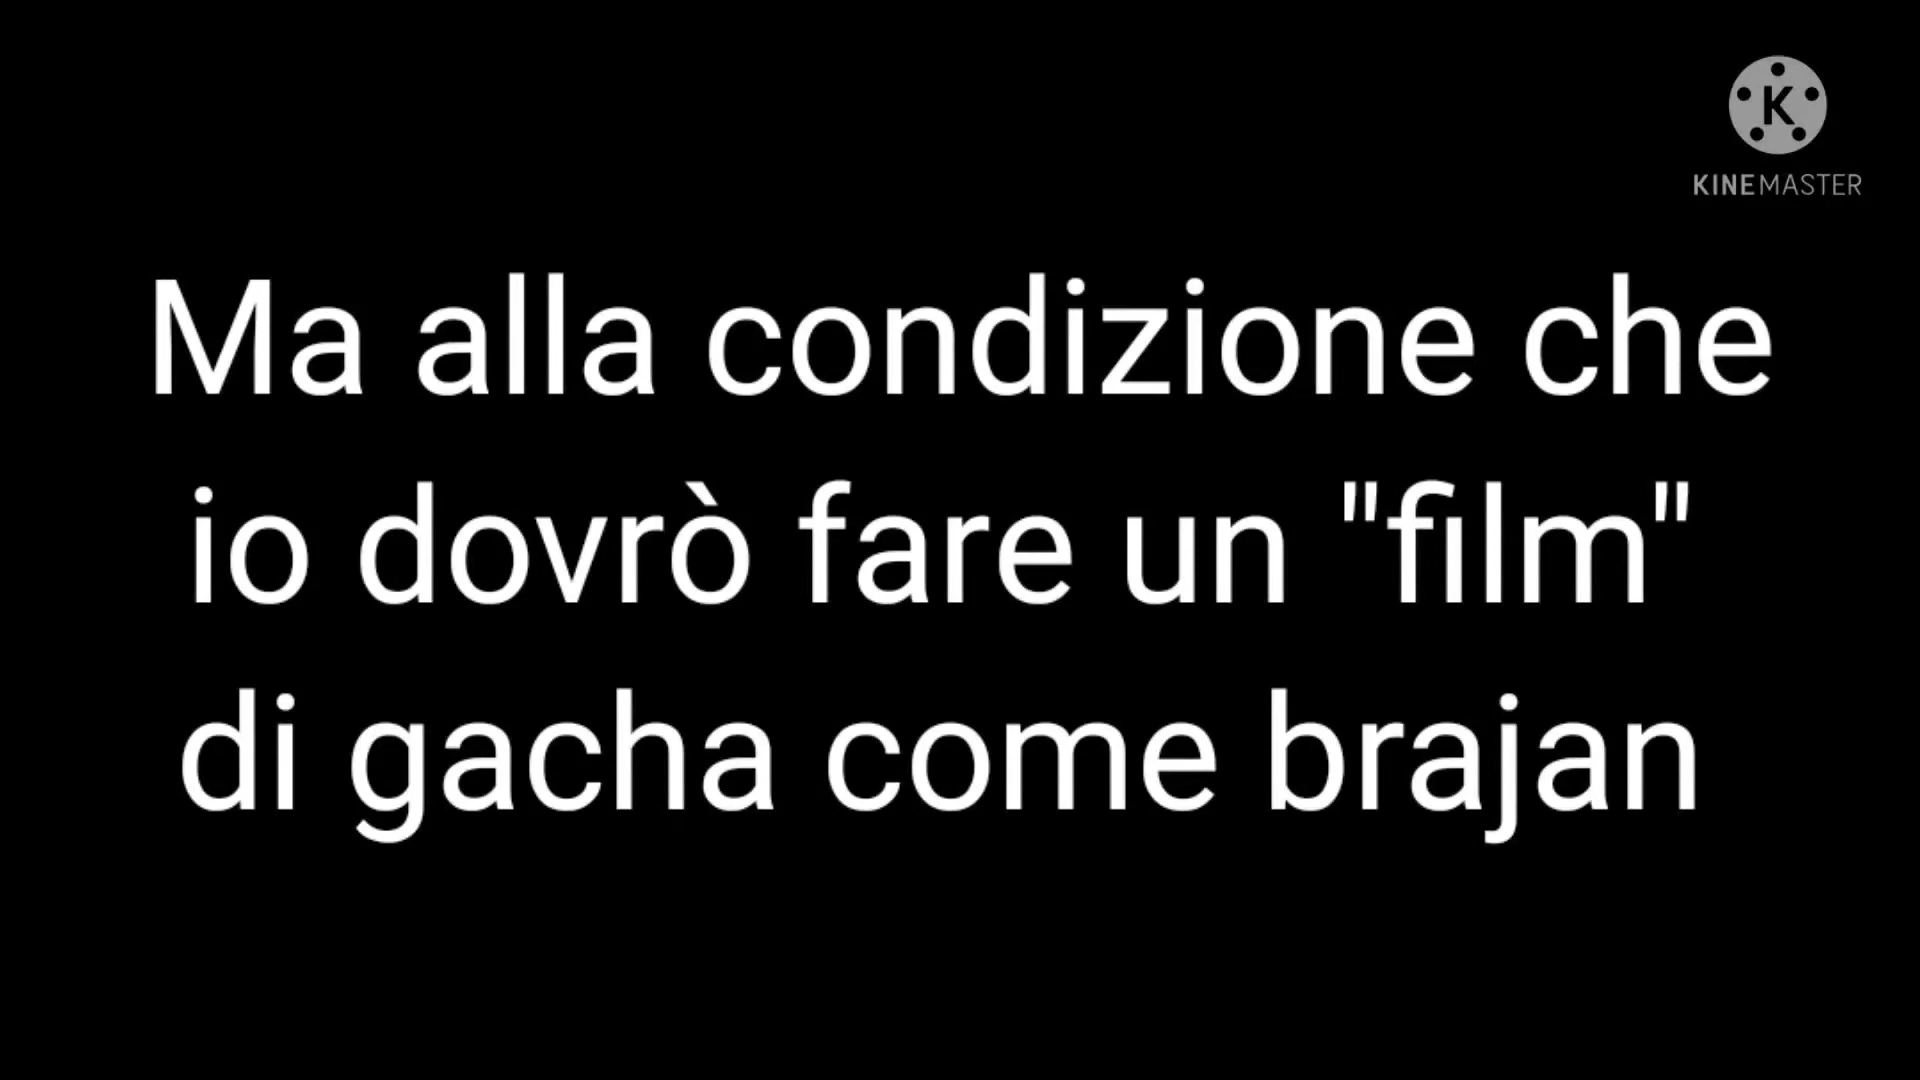 K
KINEMASTER
Ma alla condizione che
io dovrò fare un "film"
di gacha come brajan